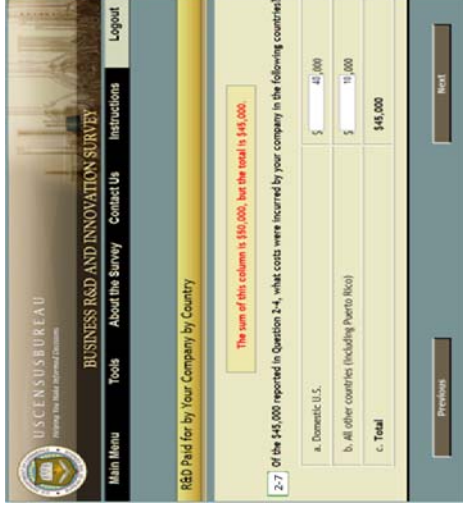 USCENSUSBUREAU
Helping You Make Informed Decisions
BUSINESS R&D AND INNOVATION SURVEY
Main Menu Tools About the Survey Contact Us Instructions Logout
R&D Paid for by Your Company by Country
The sum of this column is $50,000, but the total is $45,000.
2-7 Of the $45,000 reported in Question 2-4, what costs were incurred by your company in the following countries?
a. Domestic U.S. $ 40 ,000
b. All other countries (including Puerto Rico) $ 10 ,000
c. Total $45,000
Previous Next